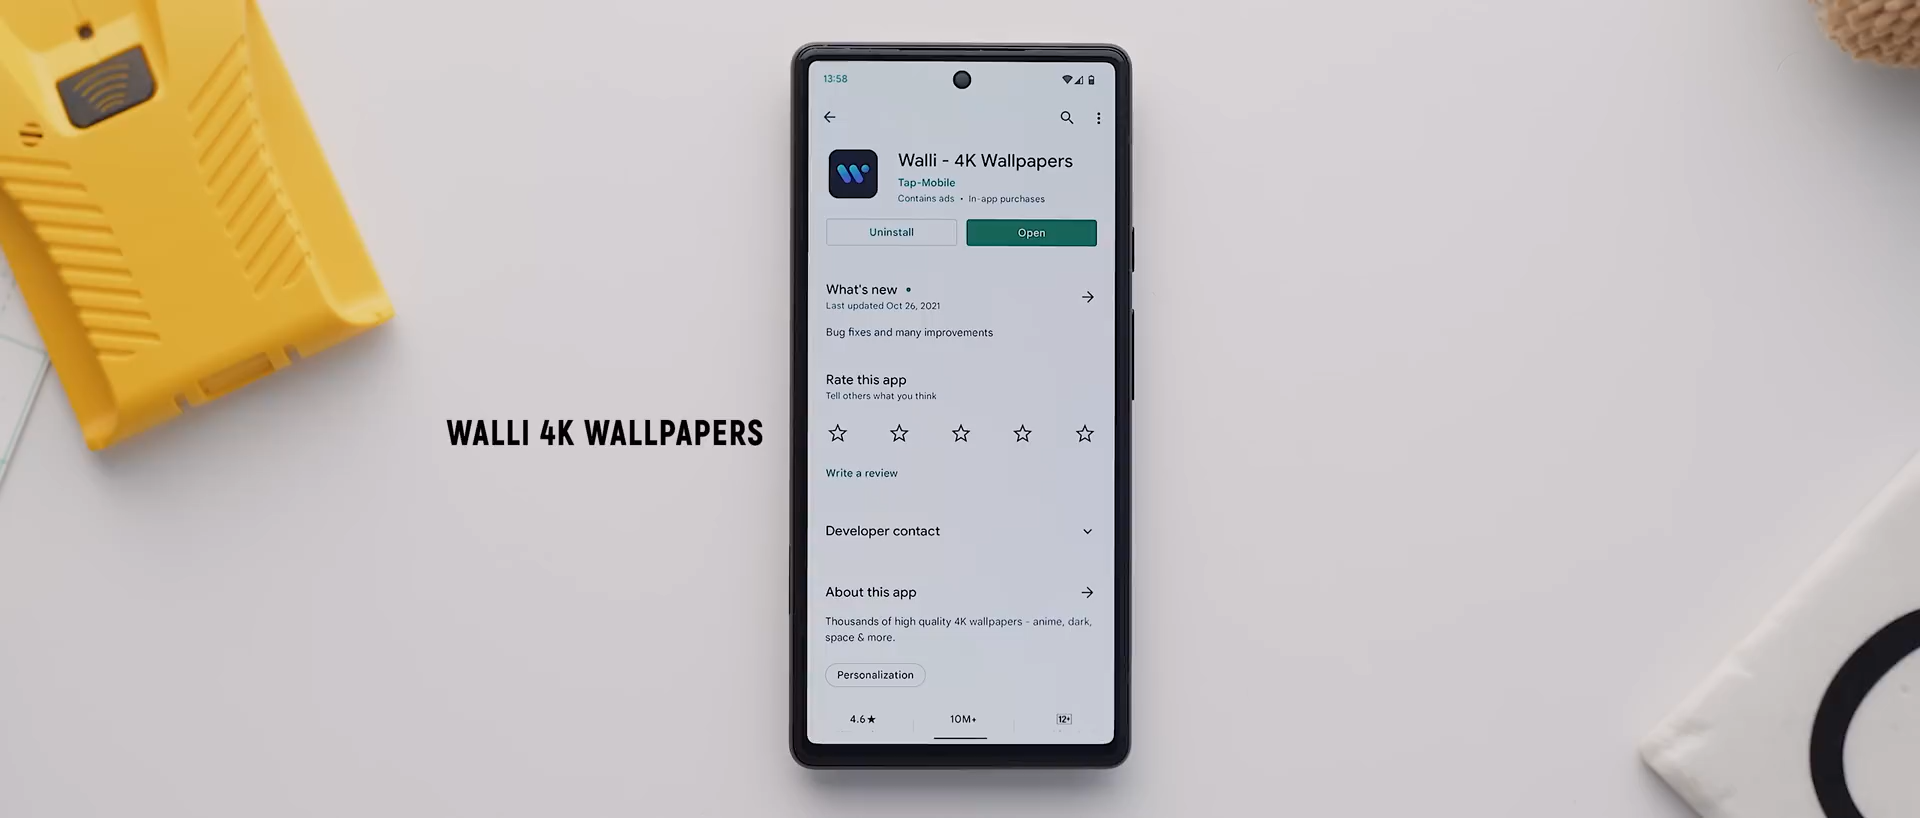 13:58
Walli - 4K Wallpapers
Tap-Mobile
Contains ads • In-app purchases
Uninstall
Open
What's new •
Last updated Oct 26, 2021
Bug fixes and many improvements
Rate this app
Tell others what you think
WALLI 4K WALLPAPERS
Write a review
Developer contact
About this app
Thousands of high quality 4K wallpapers - anime, dark,
space & more.
Personalization
4.6★
10M+
12+